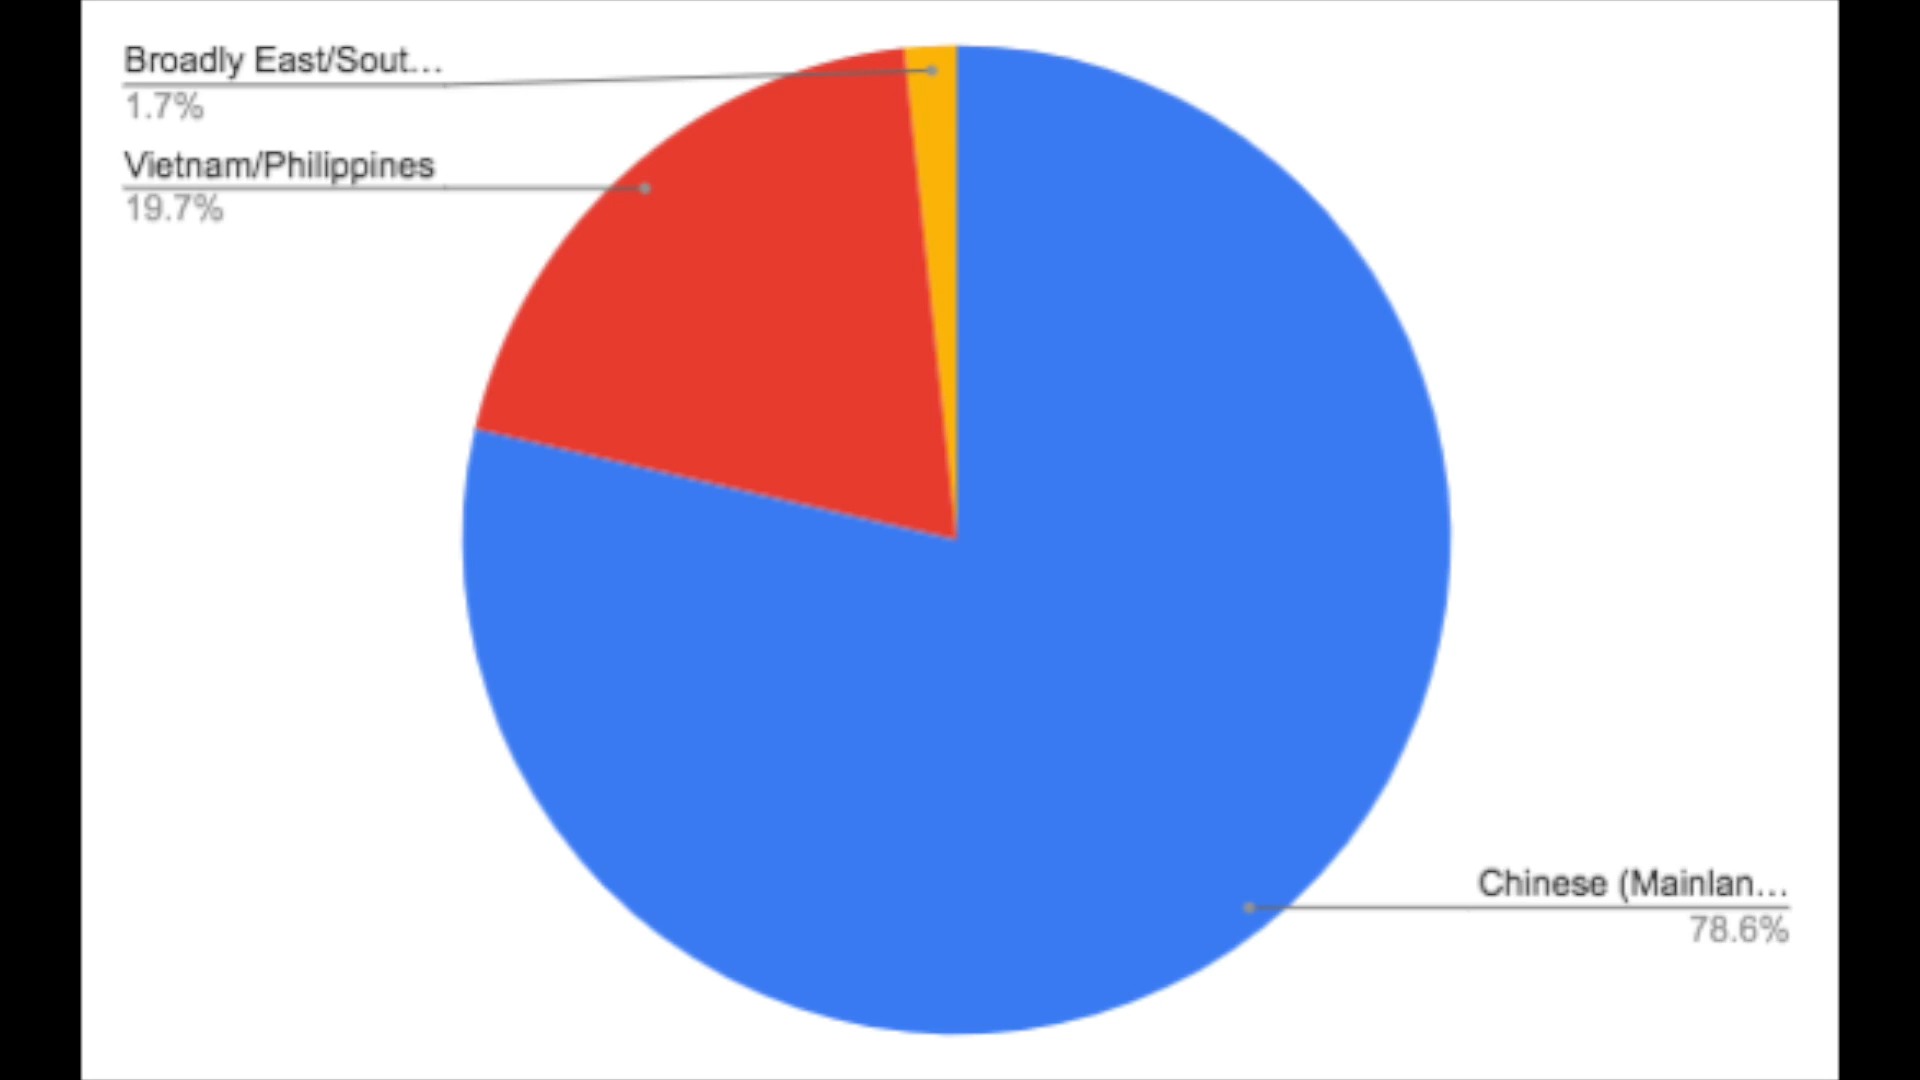 Broadly East/Sout...
1.7%
Vietnam/Philippines
19.7%
Chinese (Mainlan...
78.6%